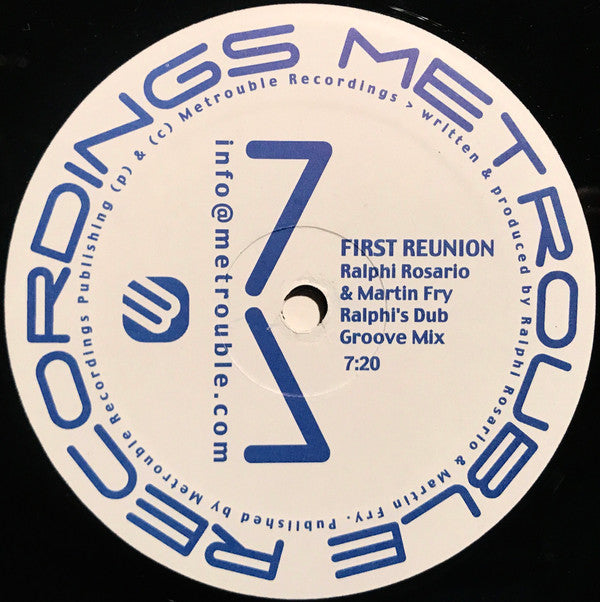 METROUBLE RECORDINGS
Metrouble Recordings > written & produced by Ralphi Rosario & Martin Fry. Published by Metrouble Recordings Publishing (p) & (c)
info@metrouble.com
FIRST REUNION
Ralphi Rosario
& Martin Fry
Ralphi's Dub
Groove Mix
7:20